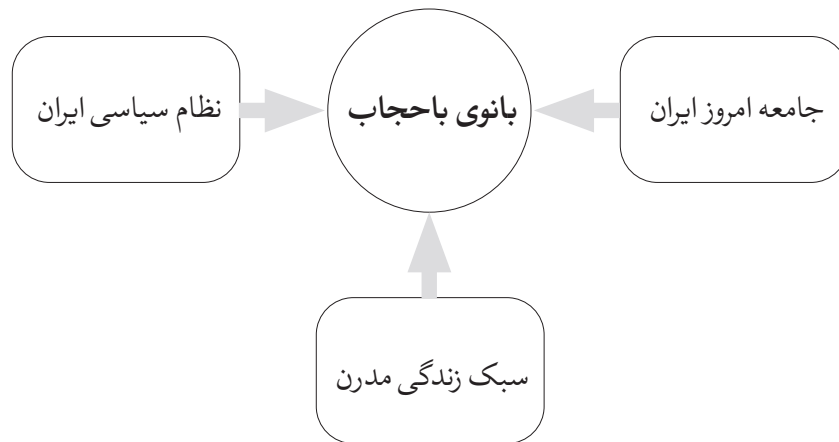 جامعه امروز ایران
بانوی باحجاب
نظام سیاسی ایران
سبک زندگی مدرن